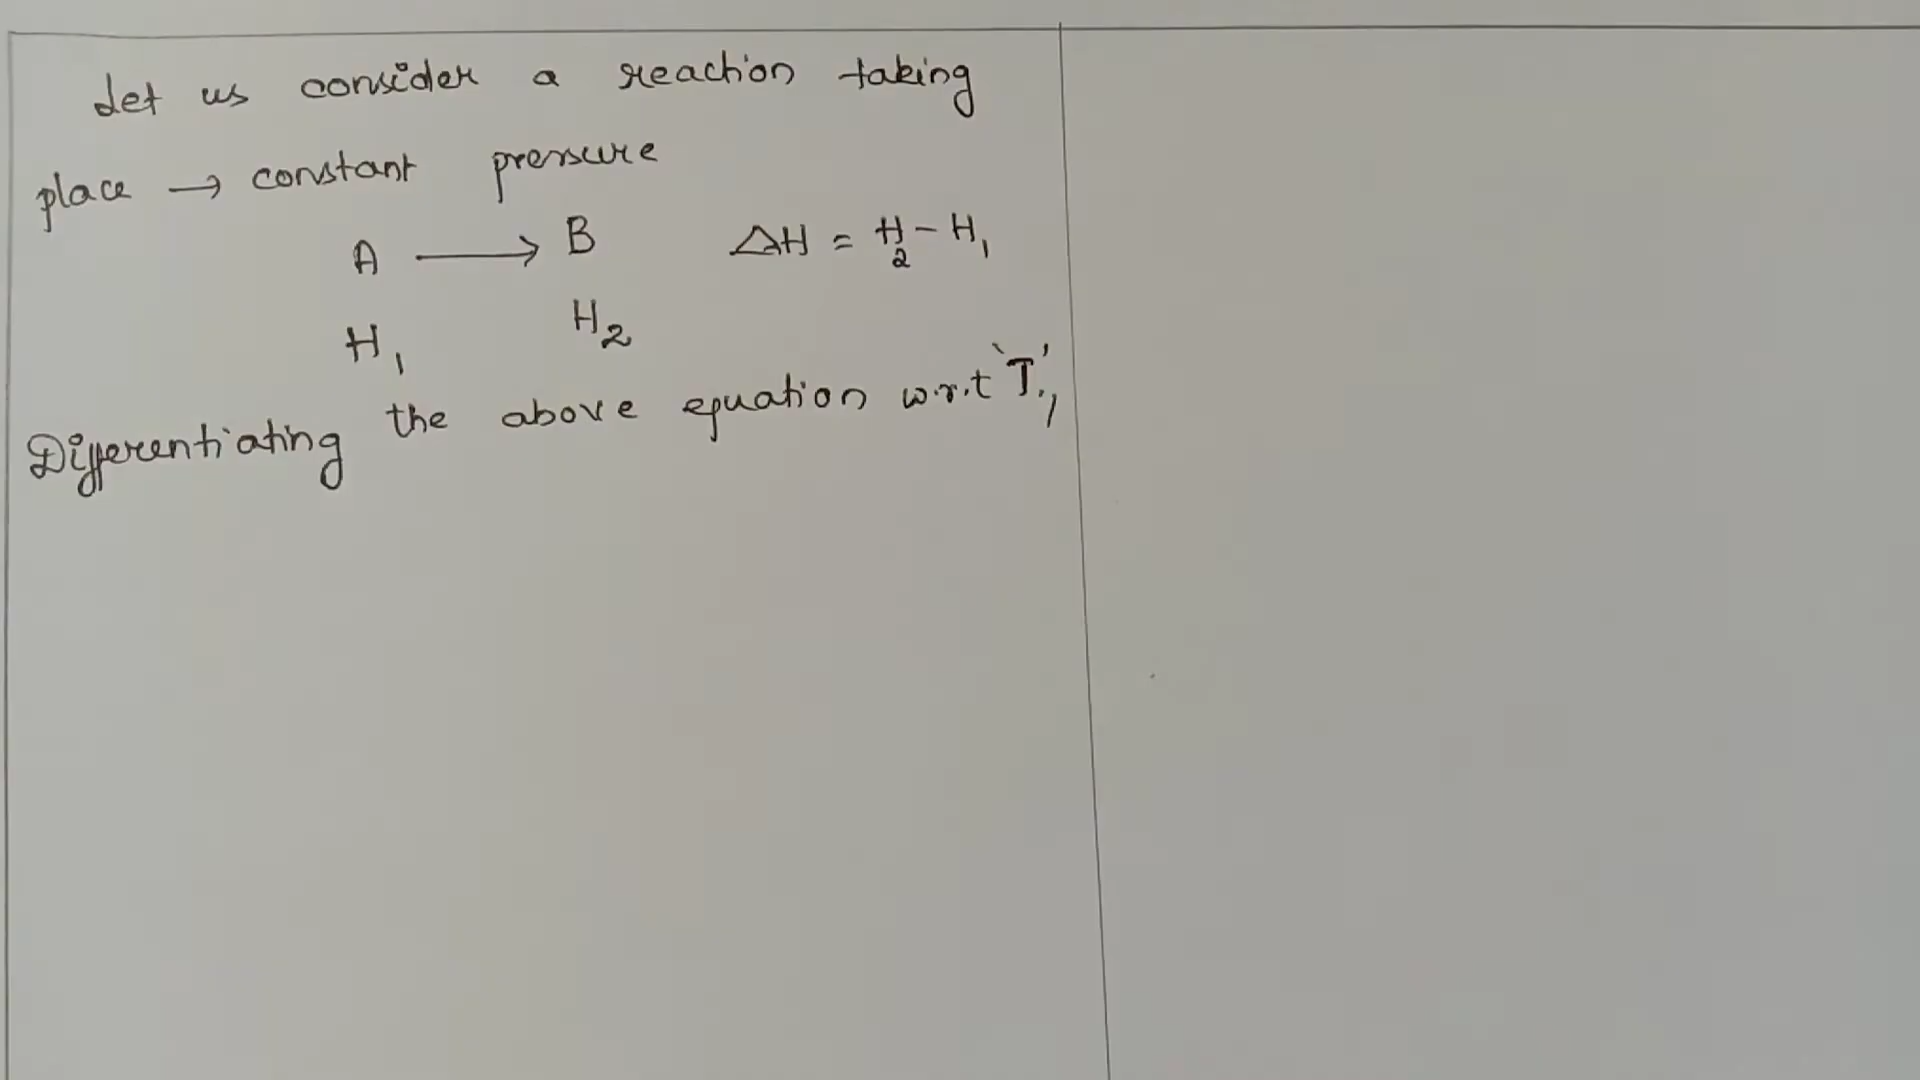 Let us consider a reaction taking
place → constant pressure
A ⟶ B ΔH = H₂ - H₁
H₁ H₂
Differentiating the above equation w.r.t 'T',